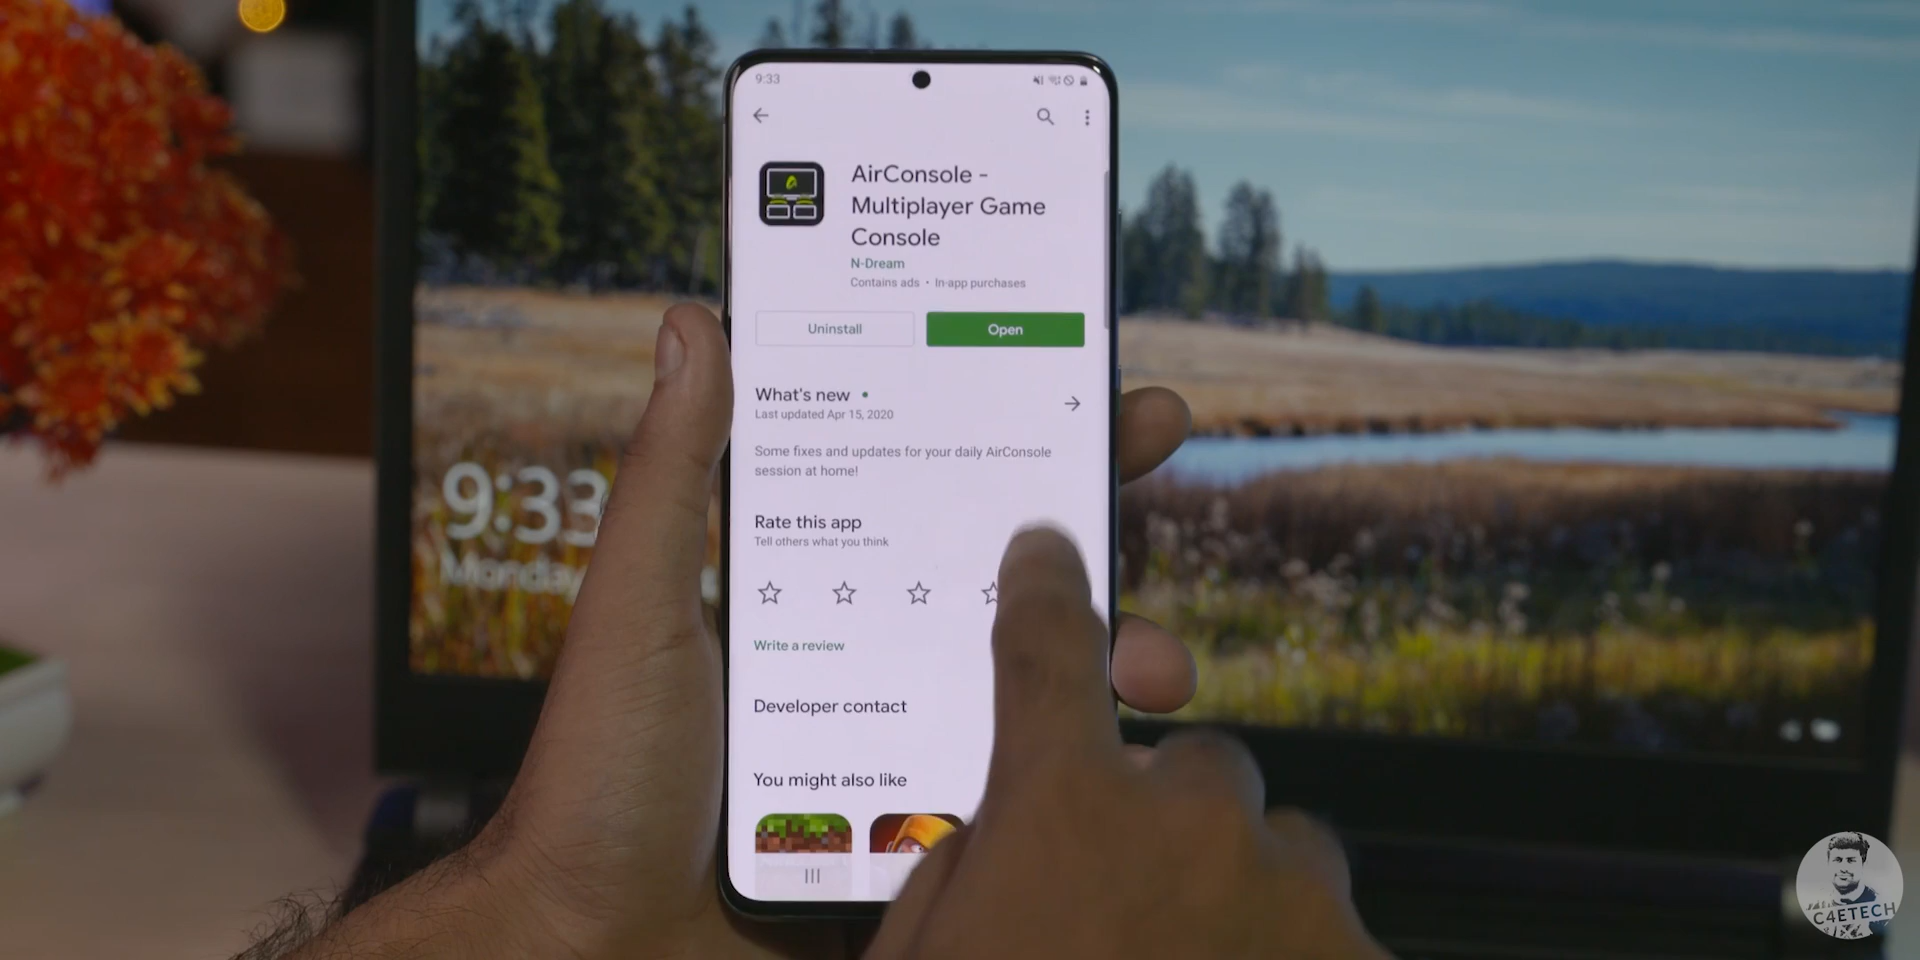 9:33
AirConsole -
Multiplayer Game
Console
N-Dream
Contains ads • In-app purchases
Uninstall
Open
What's new
Last updated Apr 15, 2020
Some fixes and updates for your daily AirConsole
session at home!
Rate this app
Tell others what you think
Write a review
Developer contact
You might also like
9:33
Monday
C4ETECH